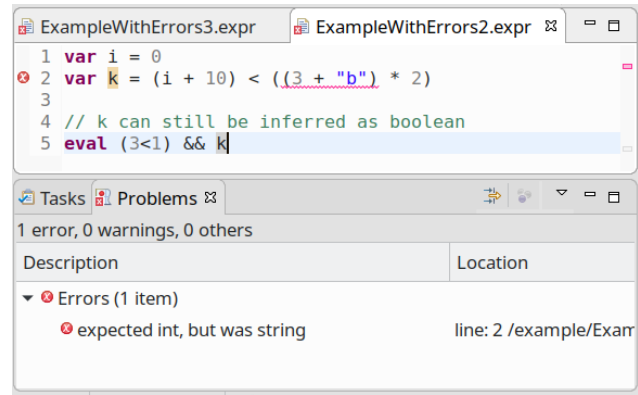 ExampleWithErrors3.expr ExampleWithErrors2.expr
1 var i = 0
2 var k = (i + 10) < ((3 + "b") * 2)
3
4 // k can still be inferred as boolean
5 eval (3<1) && k
Tasks Problems
1 error, 0 warnings, 0 others
Description Location
Errors (1 item)
expected int, but was string line: 2 /example/Exam